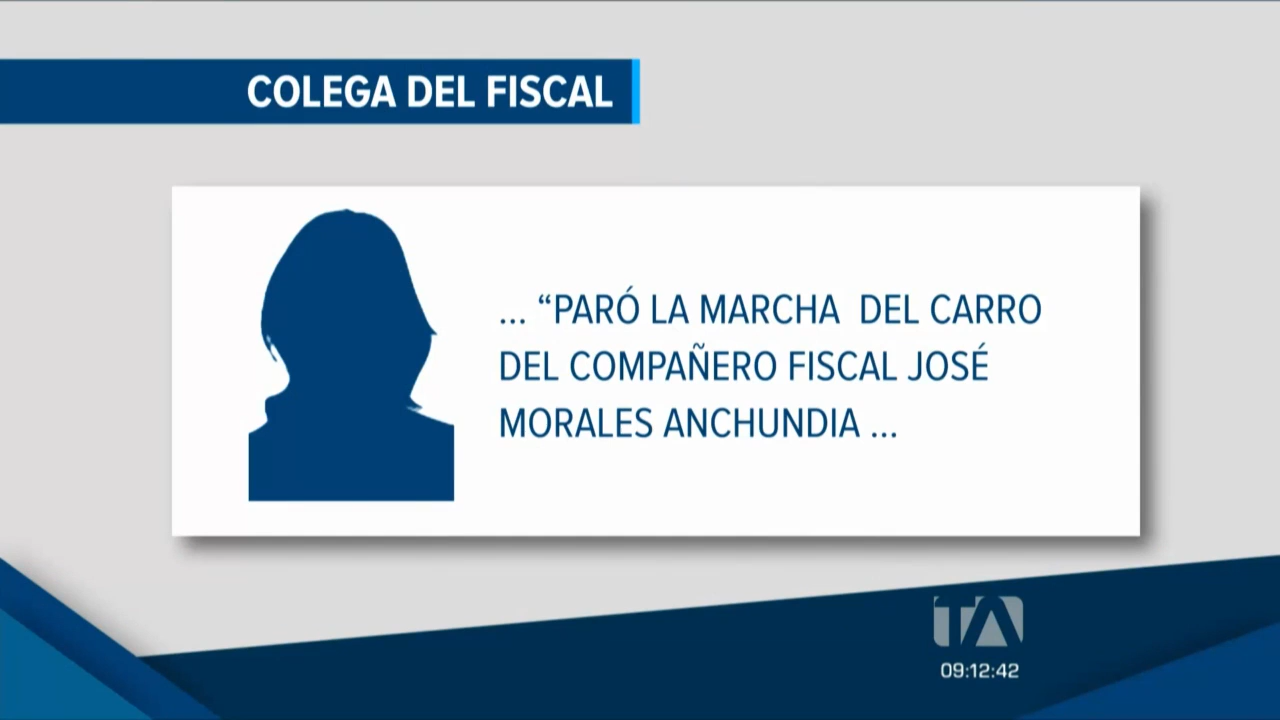 COLEGA DEL FISCAL
... “PARÓ LA MARCHA  DEL CARRO
DEL COMPAÑERO FISCAL JOSÉ
MORALES ANCHUNDIA ...
TA
09:12:42